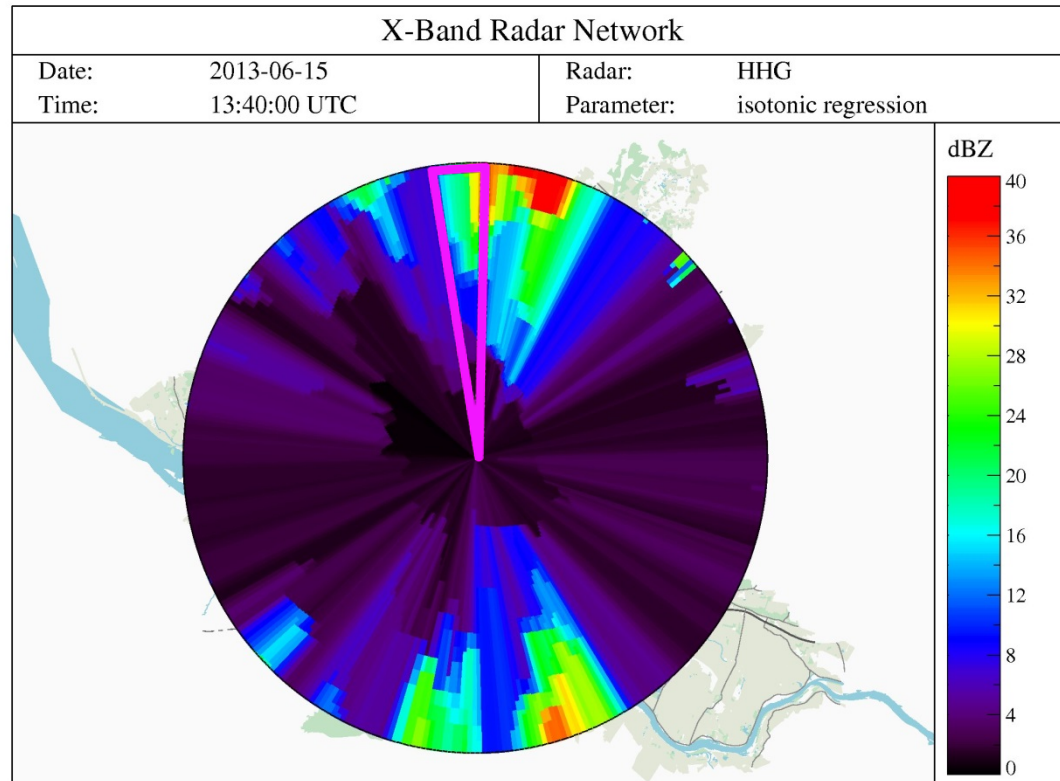 X-Band Radar Network
Date: 2013-06-15 Radar: HHG
Time: 13:40:00 UTC Parameter: isotonic regression
dBZ
40
36
32
28
24
20
16
12
8
4
0